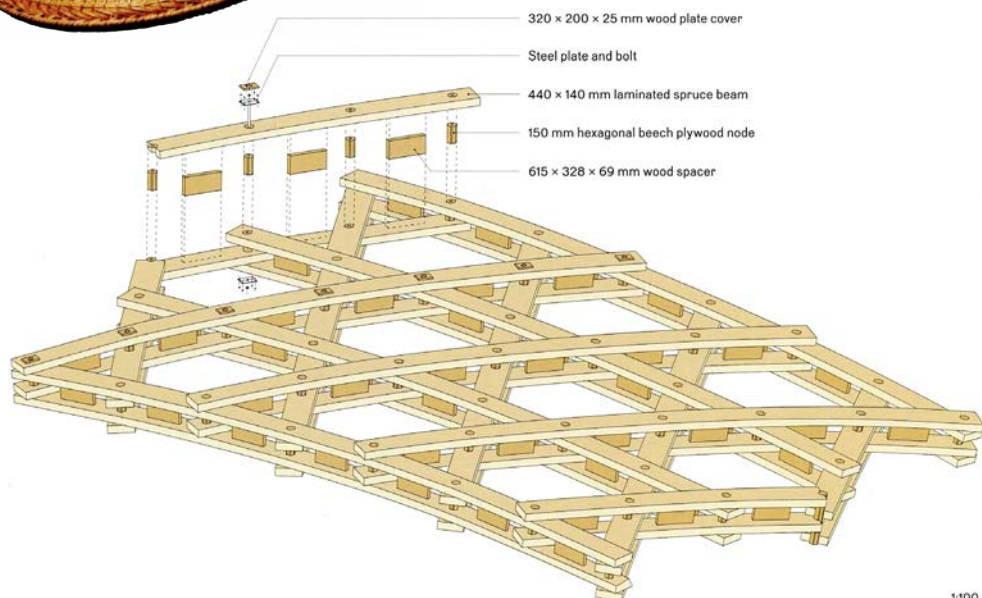 320 × 200 × 25 mm wood plate cover
Steel plate and bolt
440 × 140 mm laminated spruce beam
150 mm hexagonal beech plywood node
615 × 328 × 69 mm wood spacer
1:100